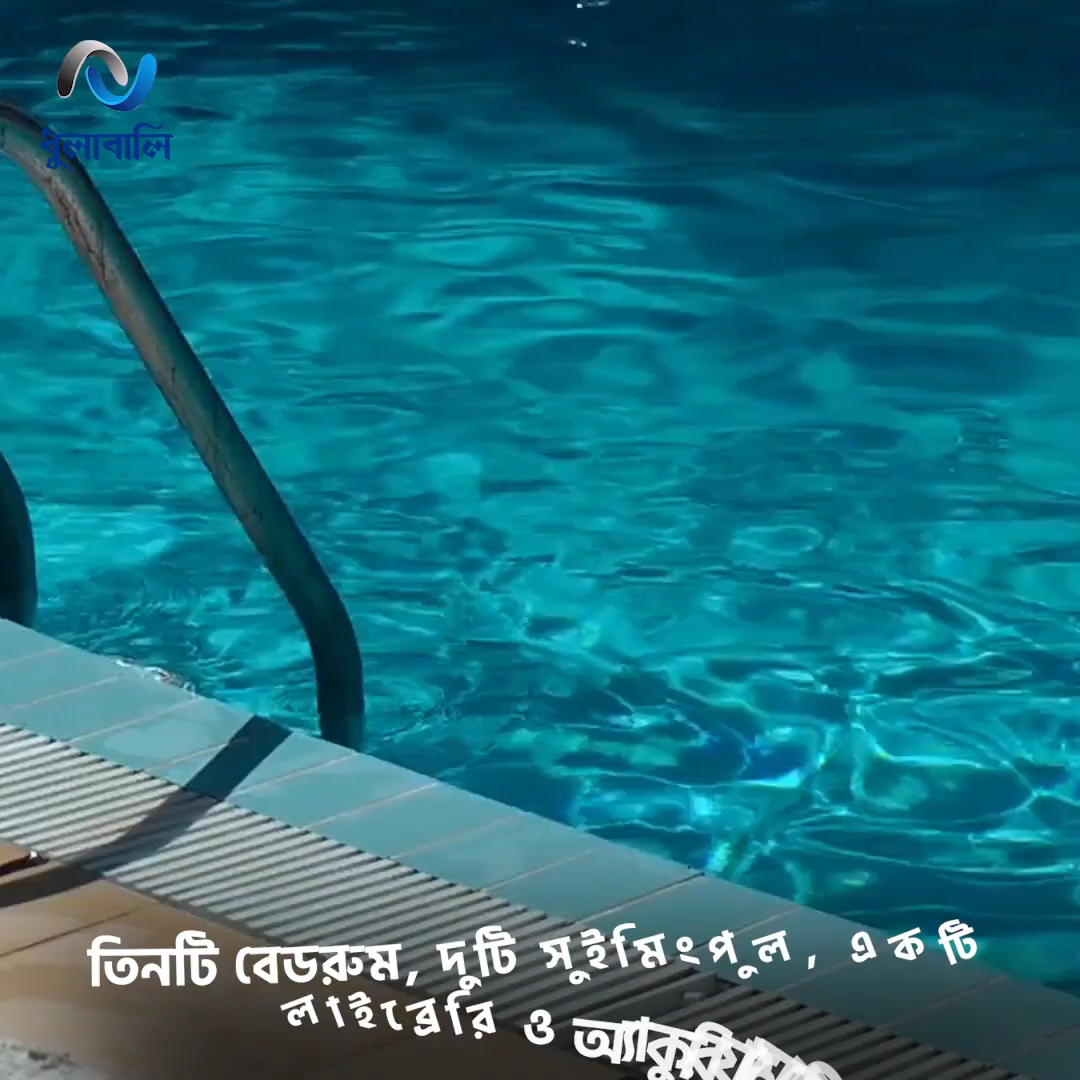 ধুলাবালি
তিনটি বেডরুম, দুটি সুইমিংপুল, একটি
লাইব্রেরি ও